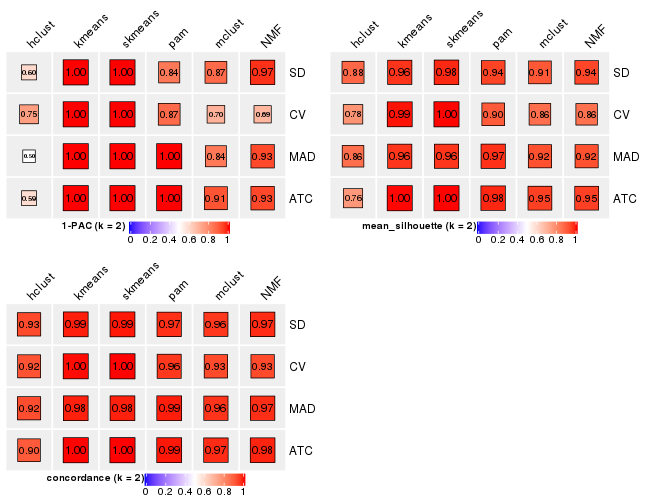 hclust kmeans skmeans pam mclust NMF
0.60 1.00 1.00 0.84 0.87 0.97 SD
0.75 1.00 1.00 0.87 0.70 0.69 CV
0.50 1.00 1.00 1.00 0.84 0.93 MAD
0.59 1.00 1.00 1.00 0.91 0.93 ATC
1-PAC (k = 2)
0 0.2 0.4 0.6 0.8 1
hclust kmeans skmeans pam mclust NMF
0.88 0.96 0.98 0.94 0.91 0.94 SD
0.78 0.99 1.00 0.90 0.86 0.86 CV
0.86 0.96 0.96 0.97 0.92 0.92 MAD
0.76 1.00 1.00 0.98 0.95 0.95 ATC
mean_silhouette (k = 2)
0 0.2 0.4 0.6 0.8 1
hclust kmeans skmeans pam mclust NMF
0.93 0.99 0.99 0.97 0.96 0.97 SD
0.92 1.00 1.00 0.96 0.93 0.93 CV
0.92 0.98 0.98 0.99 0.96 0.97 MAD
0.90 1.00 1.00 0.99 0.97 0.98 ATC
concordance (k = 2)
0 0.2 0.4 0.6 0.8 1